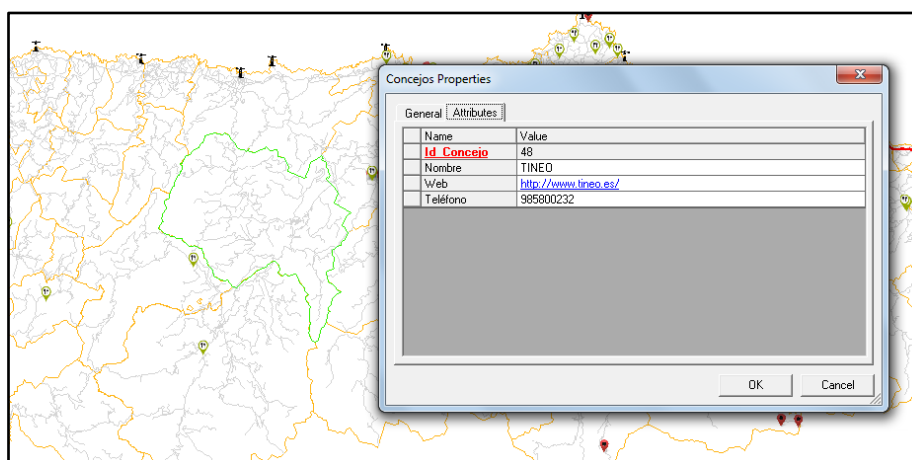 Concejos Properties
General Attributes
Name Value
Id_Concejo 48
Nombre TINEO
Web http://www.tineo.es/
Teléfono 985800232
OK Cancel